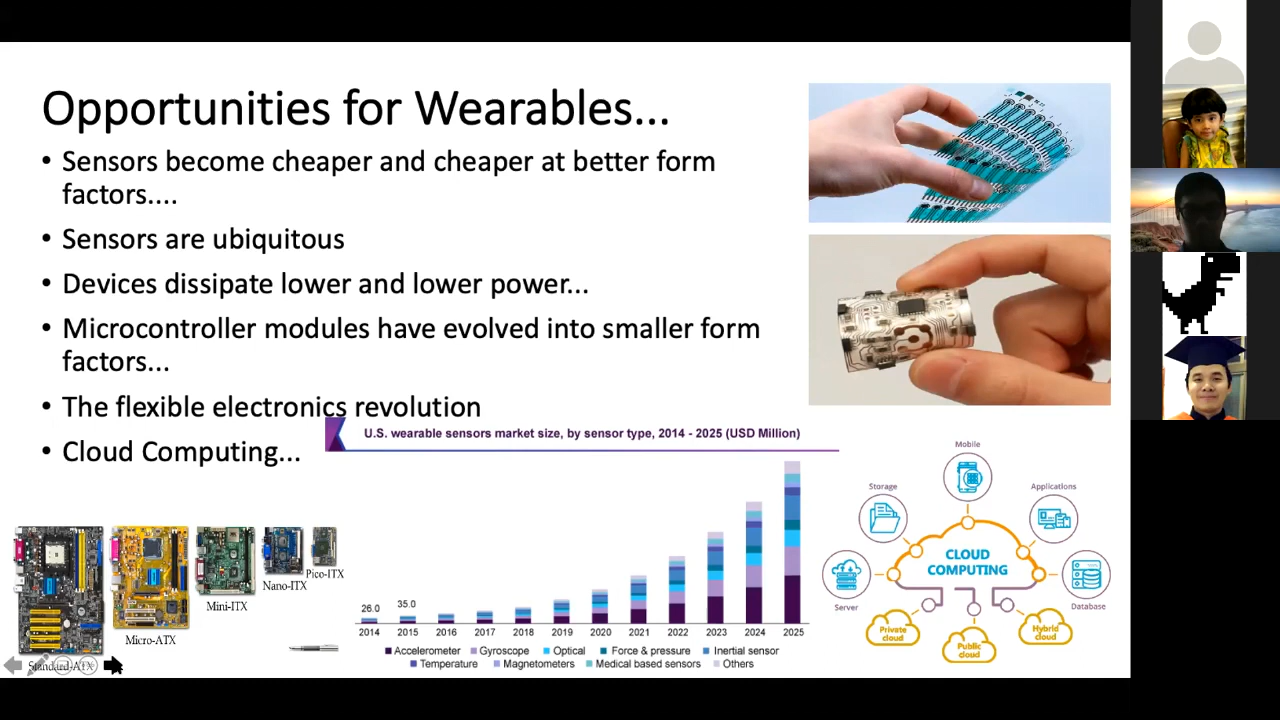 Opportunities for Wearables...
• Sensors become cheaper and cheaper at better form
factors....
• Sensors are ubiquitous
• Devices dissipate lower and lower power...
• Microcontroller modules have evolved into smaller form
factors...
• The flexible electronics revolution
• Cloud Computing...
U.S. wearable sensors market size, by sensor type, 2014 - 2025 (USD Million)
26.0
35.0
2014 2015 2016 2017 2018 2019 2020 2021 2022 2023 2024 2025
Accelerometer Gyroscope Optical Force & pressure Inertial sensor
Temperature Magnetometers Medical based sensors Others
Standard-ATX
Micro-ATX
Mini-ITX
Nano-ITX
Pico-ITX
Mobile
Storage
Applications
CLOUD
COMPUTING
Server
Database
Private
cloud
Public
cloud
Hybrid
cloud